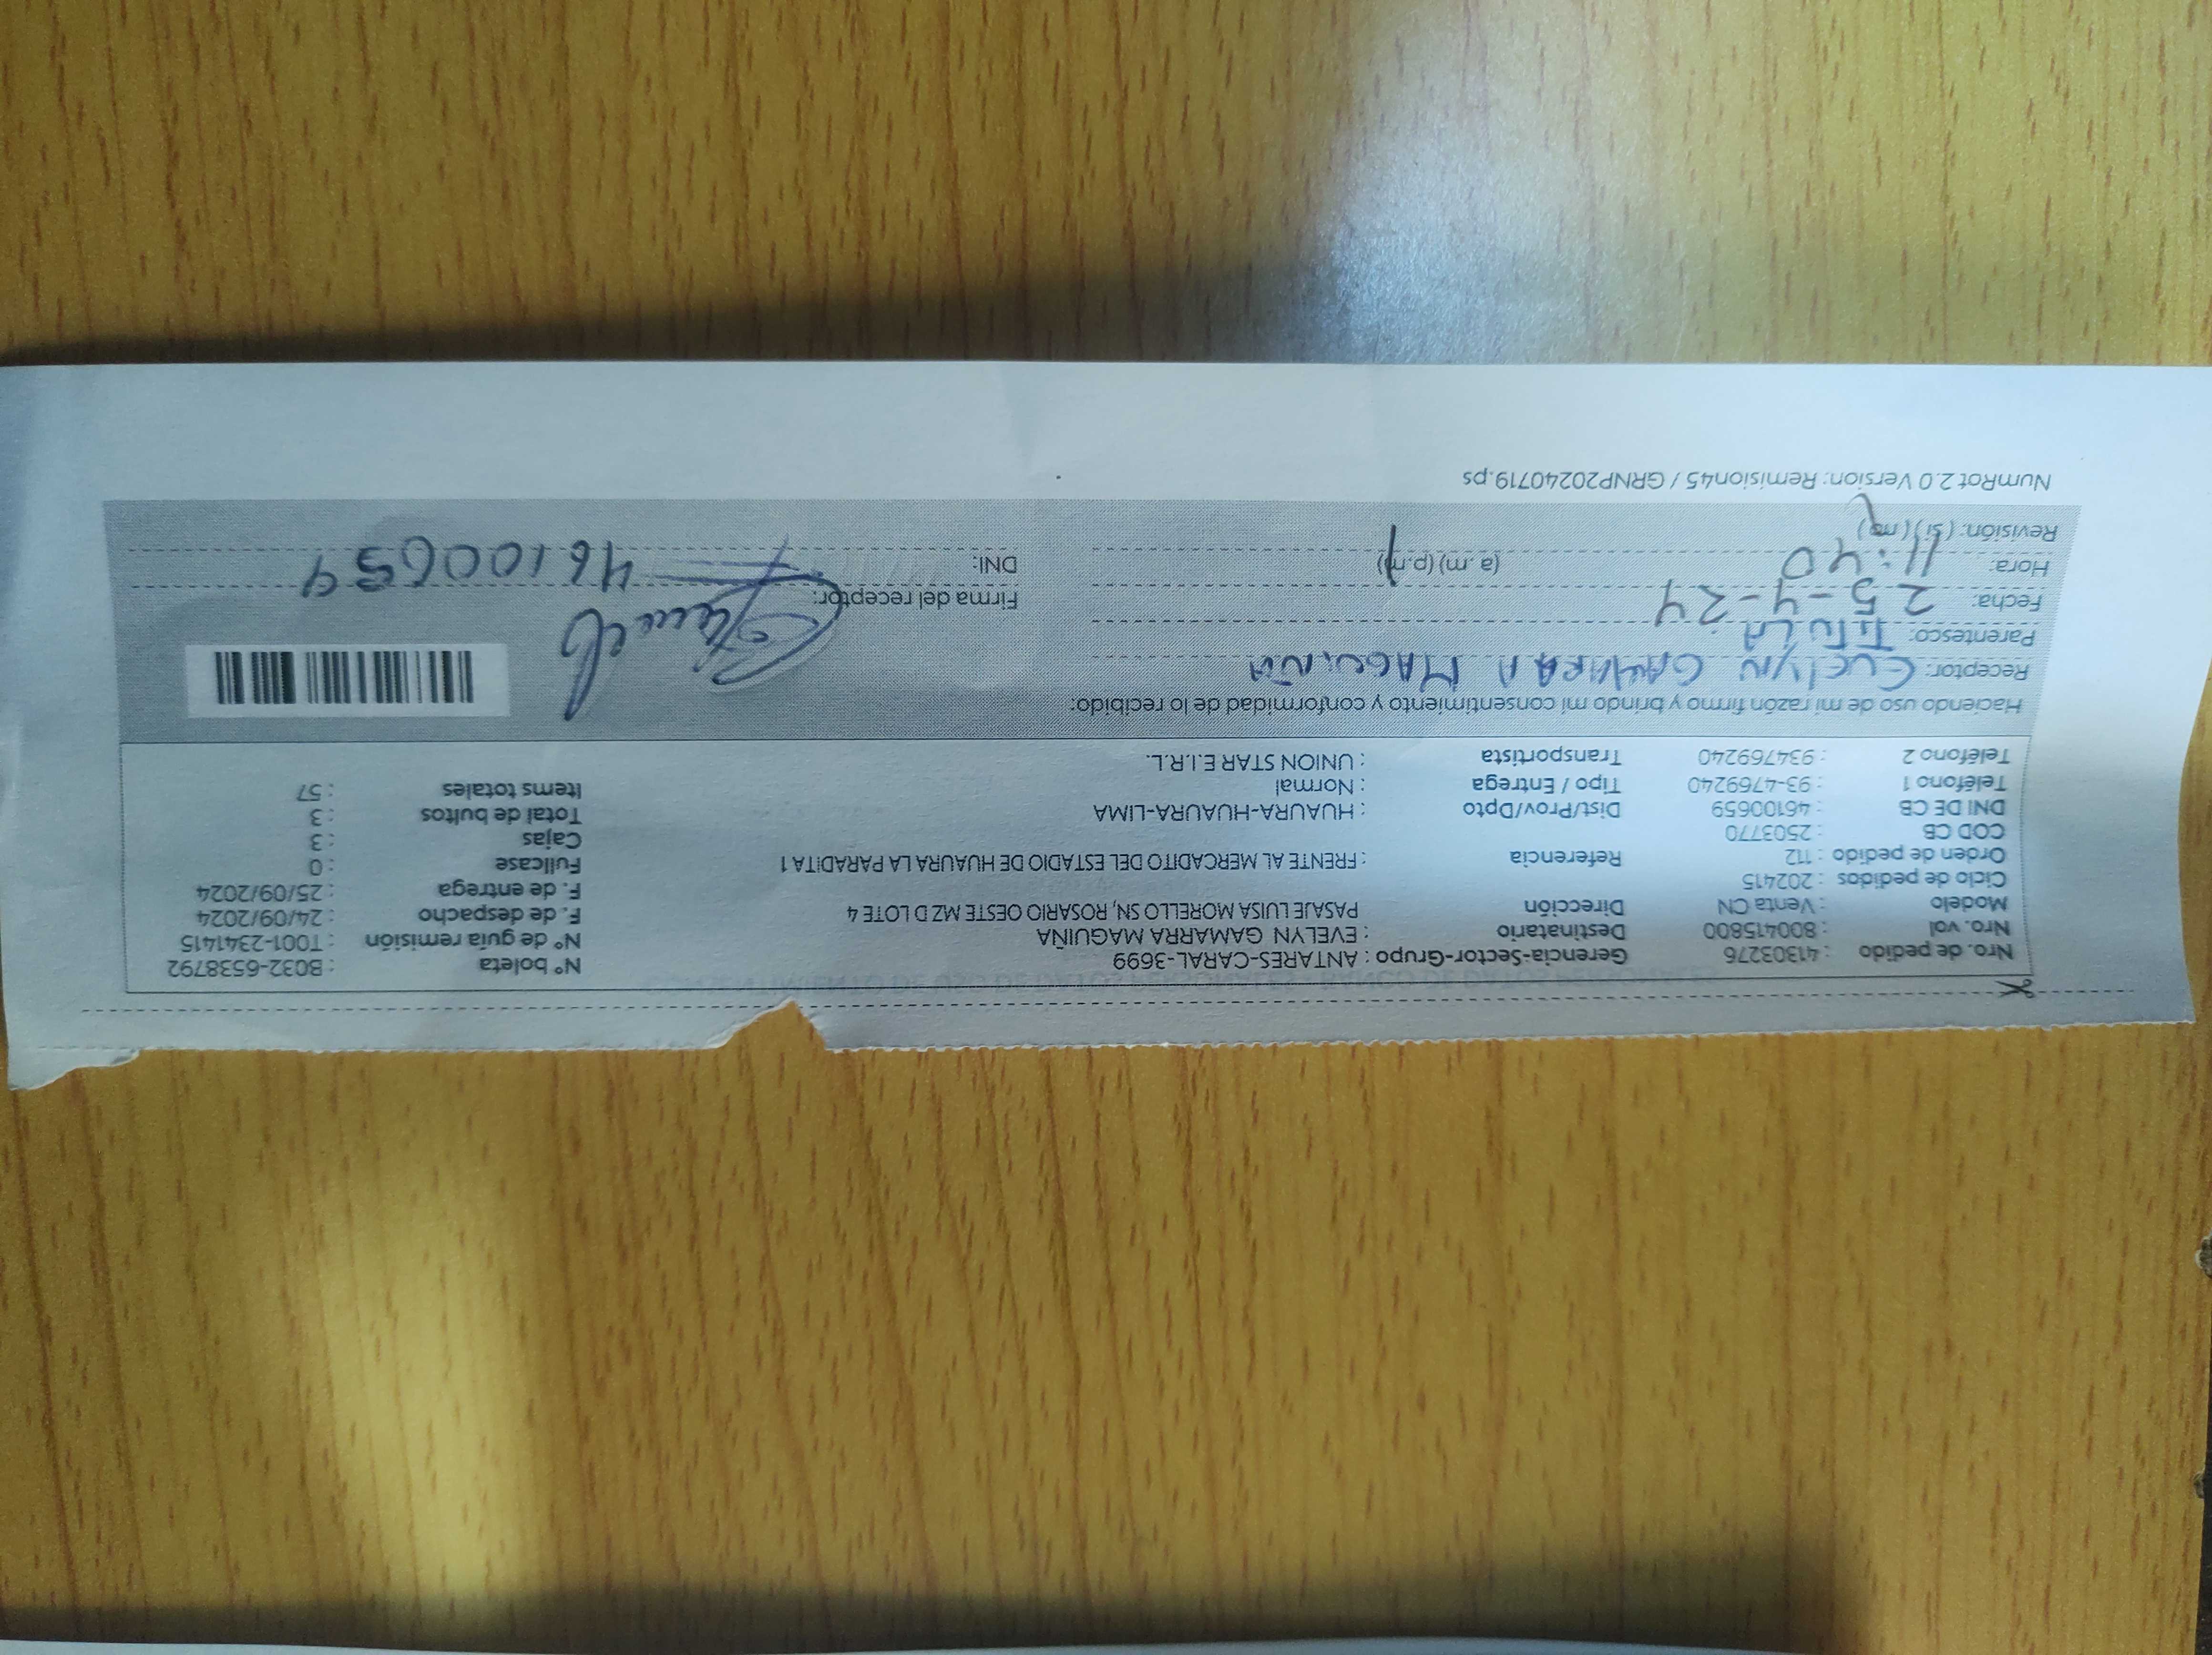 Nro. de pedido : 41303276 Gerencia-Sector-Grupo : ANTARES-CARAL-3699 N° boleta : B032-6538792
Nro. vol : 800415800 Destinatario : EVELYN GAMARRA MAGUIÑA N° de guía remisión : T001-2341415
Modelo : Venta CN Dirección PASAJE LUISA MORELLO SN, ROSARIO OESTE MZ D LOTE 4 F. de despacho : 24/09/2024
Ciclo de pedidos : 202415 F. de entrega : 25/09/2024
Orden de pedido : 112 Referencia : FRENTE AL MERCADITO DEL ESTADIO DE HUAURA LA PARADITA 1 Fullcase : 0
COD CB : 2503770 Cajas : 3
DNI DE CB : 46100659 Dist/Prov/Dpto : HUAURA-HUAURA-LIMA Total de bultos : 3
Teléfono 1 : 93-4769240 Tipo / Entrega : Normal Items totales : 57
Teléfono 2 : 934769240 Transportista : UNION STAR E.I.R.L.
Haciendo uso de mi razón firmo y brindo mi consentimiento y conformidad de lo recibido:
Receptor: Evelyn GAMARRA MAGUIÑA
Parentesco: TITULA
Fecha: 25-9-24 Firma del receptor:
Hora: 11:40 (a.m) (p.m) DNI: 46100659
Revisión: (si) (no)
NumRot 2.0 Version: Remision45 / GRNP20240719.ps